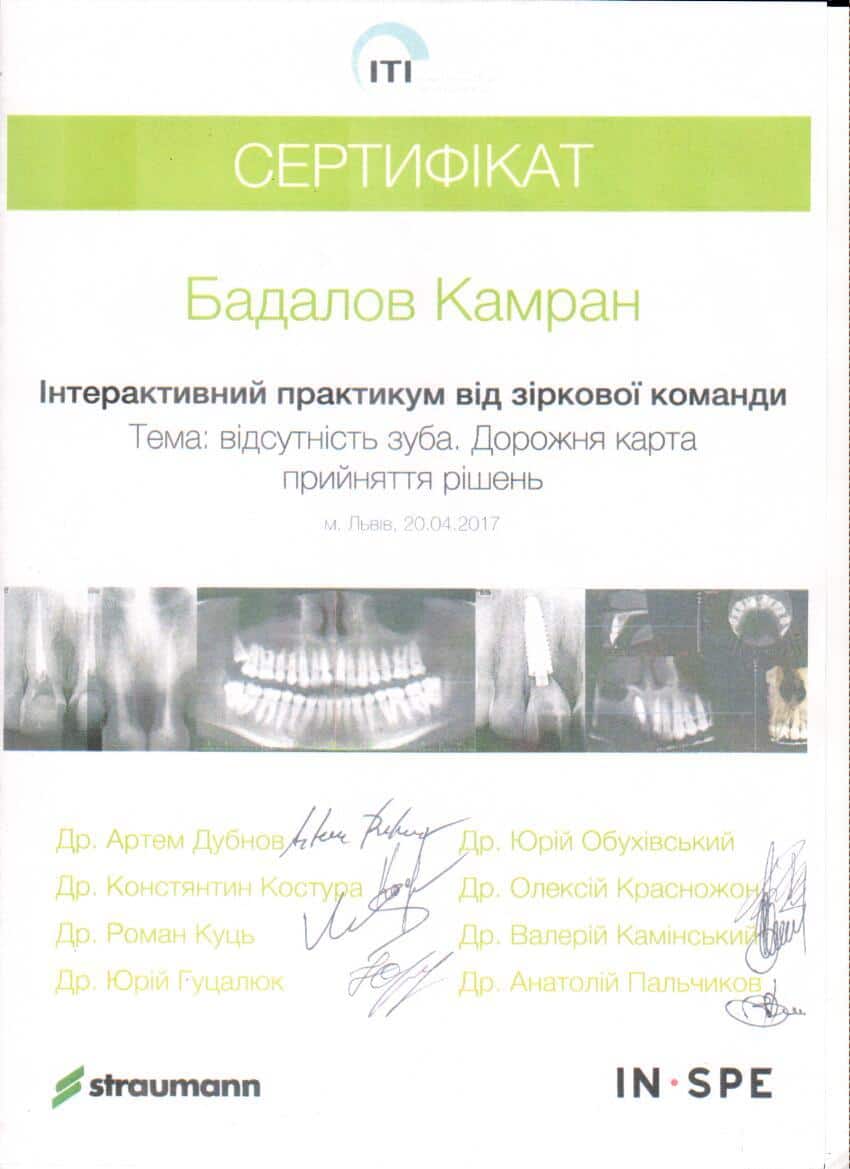 ITI
СЕРТИФІКАТ
Бадалов Камран
Інтерактивний практикум від зіркової команди
Тема: відсутність зуба. Дорожня карта
прийняття рішень
м. Львів, 20.04.2017
Др. Артем Дубнов
Др. Юрій Обухівський
Др. Констянтин Костура
Др. Олексій Красножон
Др. Роман Куць
Др. Валерій Камінський
Др. Юрій Гуцалюк
Др. Анатолій Пальчиков
straumann
IN·SPE